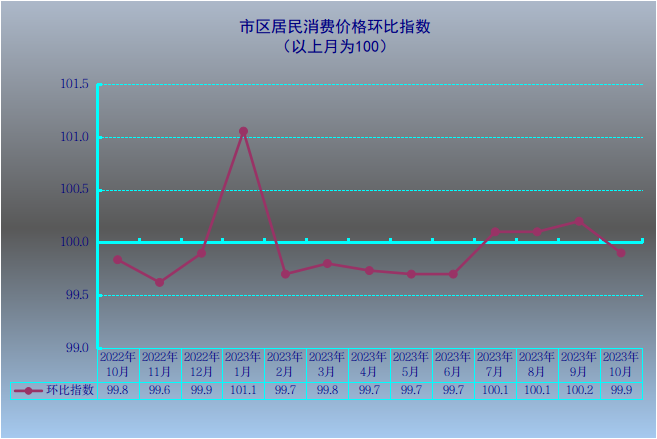 市区居民消费价格环比指数
（以上月为100）
101.5
101.0
100.5
100.0
99.5
99.0
2022年 2022年 2022年 2023年 2023年 2023年 2023年 2023年 2023年 2023年 2023年 2023年 2023年
10月 11月 12月 1月 2月 3月 4月 5月 6月 7月 8月 9月 10月
环比指数 99.8 99.6 99.9 101.1 99.7 99.8 99.7 99.7 99.7 100.1 100.1 100.2 99.9